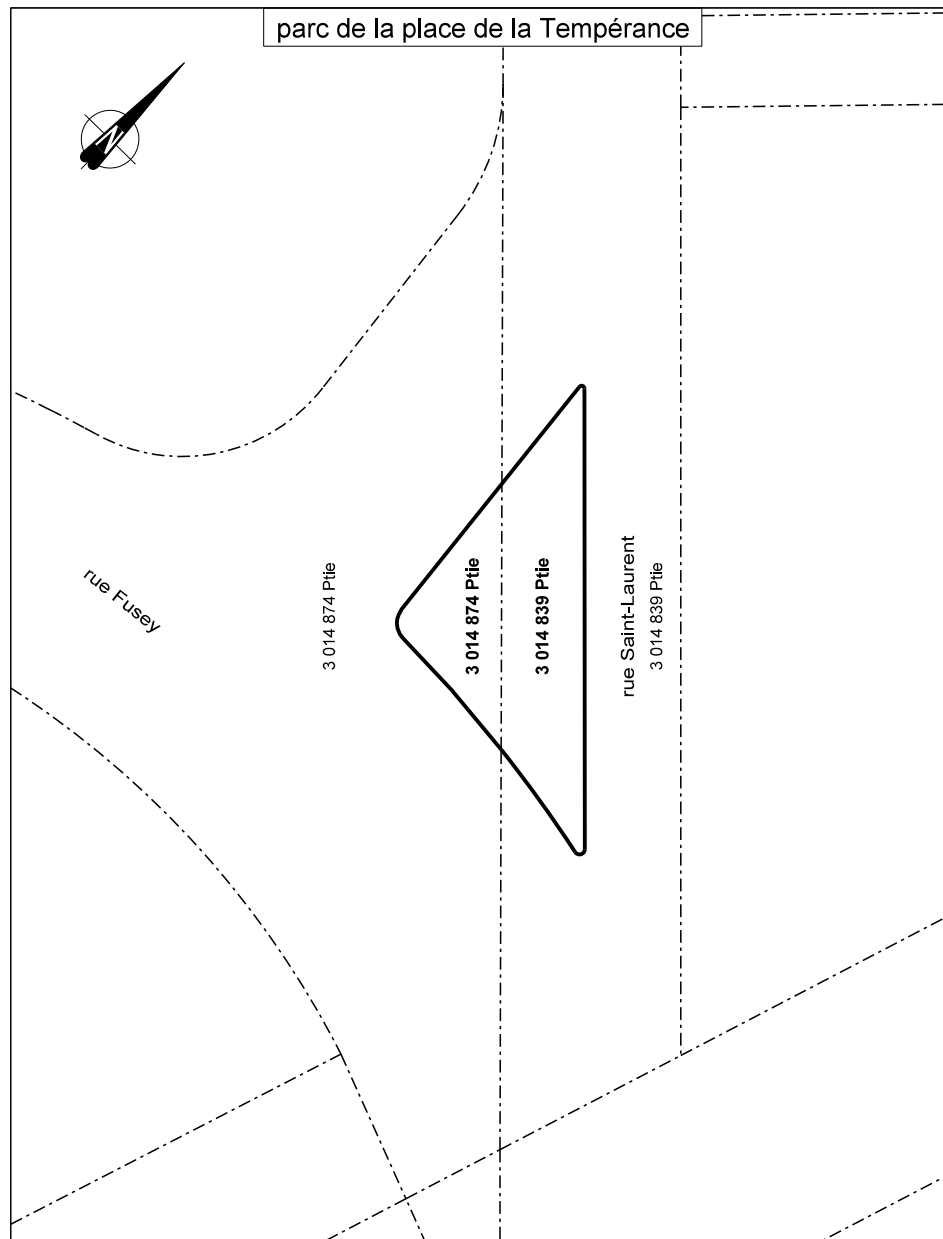 parc de la place de la Tempérance
N
rue Fusey
3 014 874 Ptie
3 014 874 Ptie
3 014 839 Ptie
rue Saint-Laurent
3 014 839 Ptie